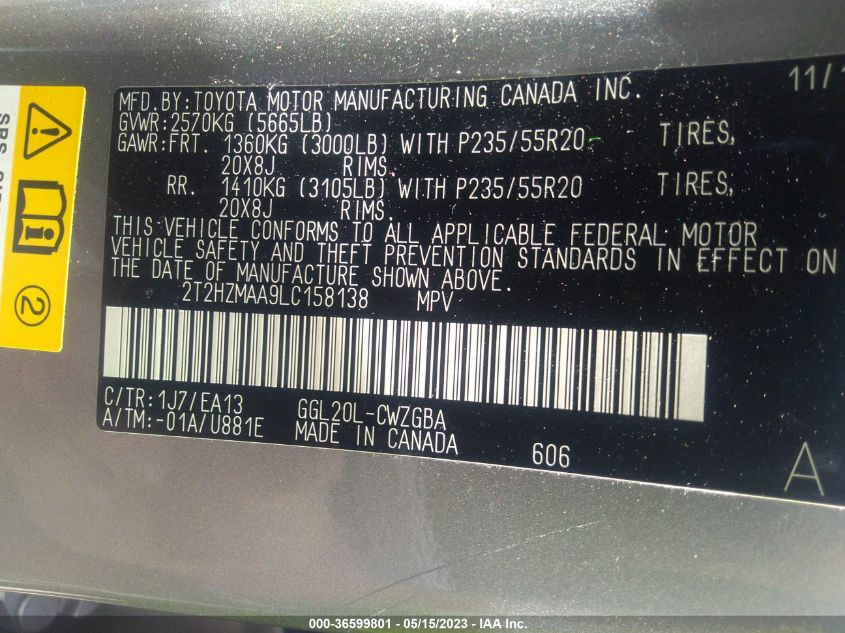 MFD. BY: TOYOTA MOTOR MANUFACTURING CANADA INC. 11/
GVWR: 2570KG (5665LB)
GAWR: FRT. 1360KG (3000LB) WITH P235/55R20 TIRES,
20X8J RIMS
RR. 1410KG (3105LB) WITH P235/55R20 TIRES,
20X8J RIMS
THIS VEHICLE CONFORMS TO ALL APPLICABLE FEDERAL MOTOR
VEHICLE SAFETY AND THEFT PREVENTION STANDARDS IN EFFECT ON
THE DATE OF MANUFACTURE SHOWN ABOVE.
2T2HZMAA9LC158138 MPV
C/TR: 1J7/EA13 GGL20L-CWZGBA
A/TM: -01A/U881E MADE IN CANADA 606
A
2
000-36599801 - 05/15/2023 - IAA Inc.